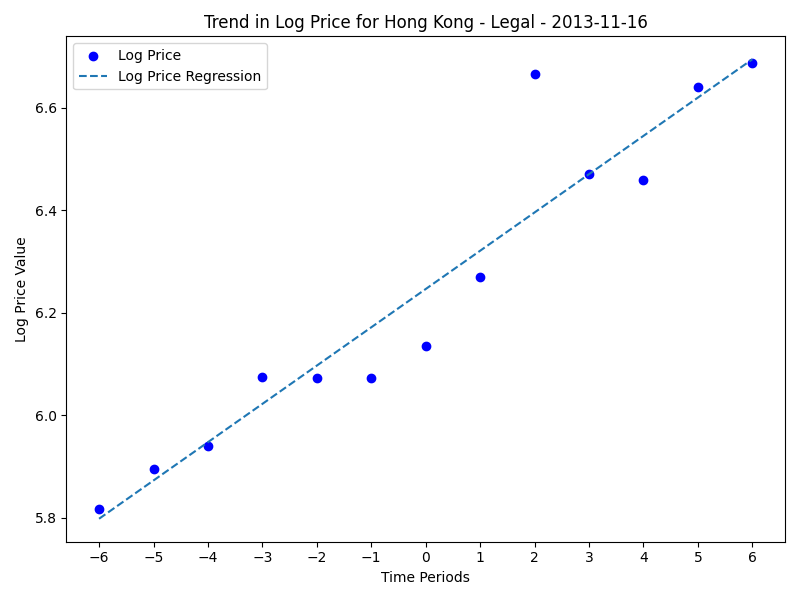 Trend in Log Price for Hong Kong - Legal - 2013-11-16
Log Price
Log Price Regression
6.6
6.4
6.2
6.0
5.8
Log Price Value
−6 −5 −4 −3 −2 −1 0 1 2 3 4 5 6
Time Periods